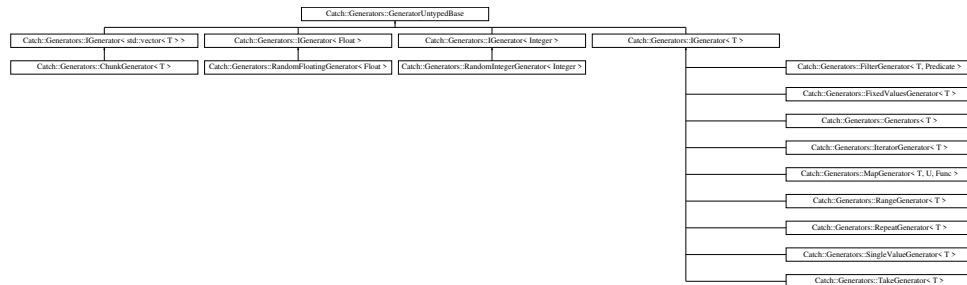 Catch::Generators::GeneratorUntypedBase
Catch::Generators::IGenerator< std::vector< T > >
Catch::Generators::IGenerator< Float >
Catch::Generators::IGenerator< Integer >
Catch::Generators::IGenerator< T >
Catch::Generators::ChunkGenerator< T >
Catch::Generators::RandomFloatingGenerator< Float >
Catch::Generators::RandomIntegerGenerator< Integer >
Catch::Generators::FilterGenerator< T, Predicate >
Catch::Generators::FixedValuesGenerator< T >
Catch::Generators::Generators< T >
Catch::Generators::IteratorGenerator< T >
Catch::Generators::MapGenerator< T, U, Func >
Catch::Generators::RangeGenerator< T >
Catch::Generators::RepeatGenerator< T >
Catch::Generators::SingleValueGenerator< T >
Catch::Generators::TakeGenerator< T >